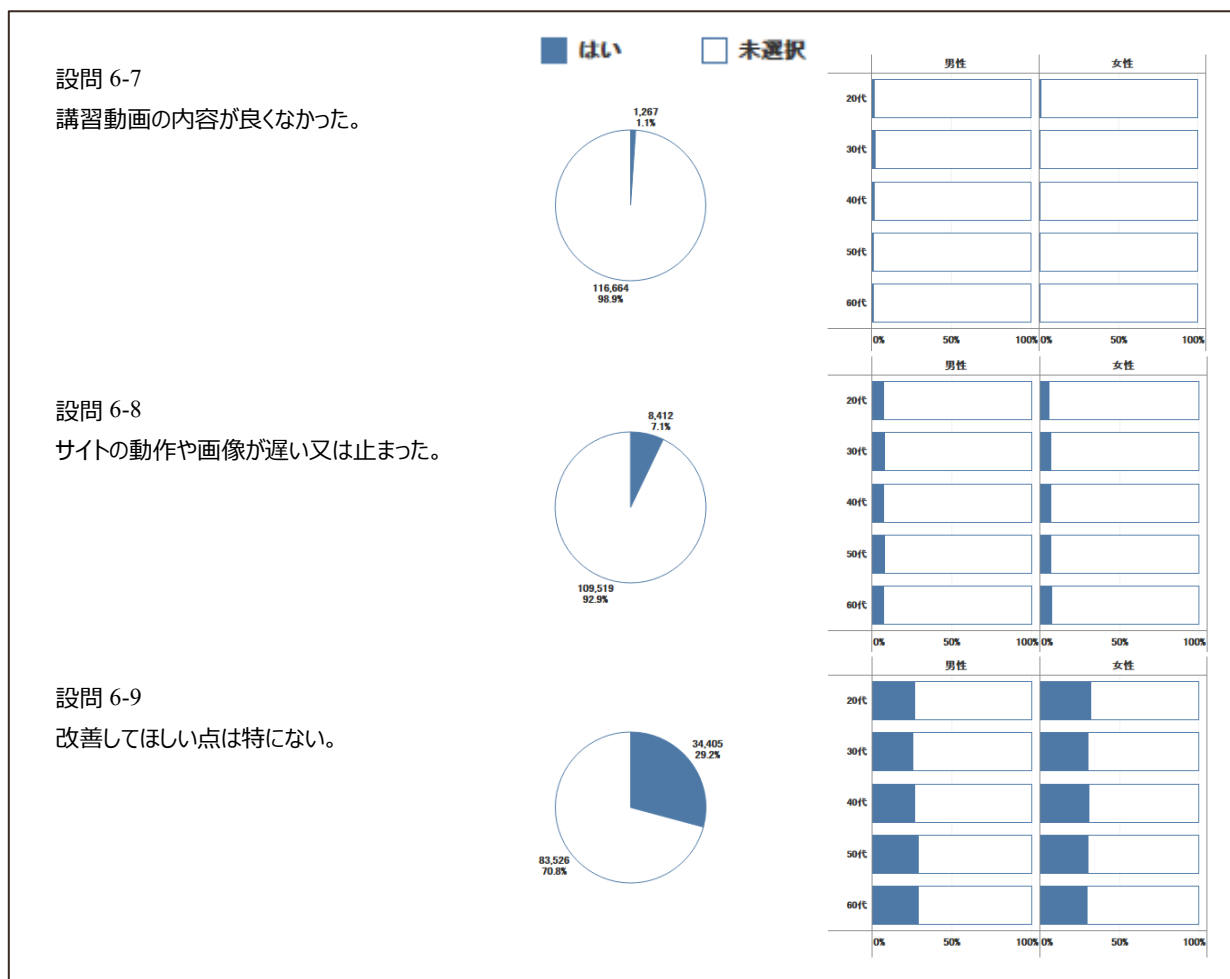 はい 未選択
設問 6-7
講習動画の内容が良くなかった。
1,267
1.1%
116,664
98.9%
男性 女性
20代
30代
40代
50代
60代
0% 50% 100% 0% 50% 100%
設問 6-8
サイトの動作や画像が遅い又は止まった。
8,412
7.1%
109,519
92.9%
男性 女性
20代
30代
40代
50代
60代
0% 50% 100% 0% 50% 100%
設問 6-9
改善してほしい点は特にない。
34,405
29.2%
83,526
70.8%
男性 女性
20代
30代
40代
50代
60代
0% 50% 100% 0% 50% 100%